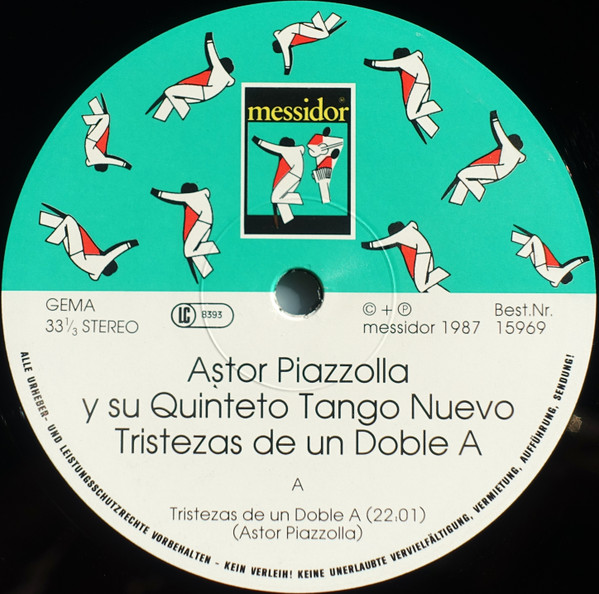 messidor
GEMA
33 1/3 STEREO
LC 8393
© + ℗
messidor 1987
Best.Nr.
15969
Astor Piazzolla
y su Quinteto Tango Nuevo
Tristezas de un Doble A
A
Tristezas de un Doble A (22:01)
(Astor Piazzolla)
ALLE URHEBER- UND LEISTUNGSSCHUTZRECHTE VORBEHALTEN - KEIN VERLEIH! KEINE UNERLAUBTE VERVIELFÄLTIGUNG, VERMIETUNG, AUFFÜHRUNG, SENDUNG!